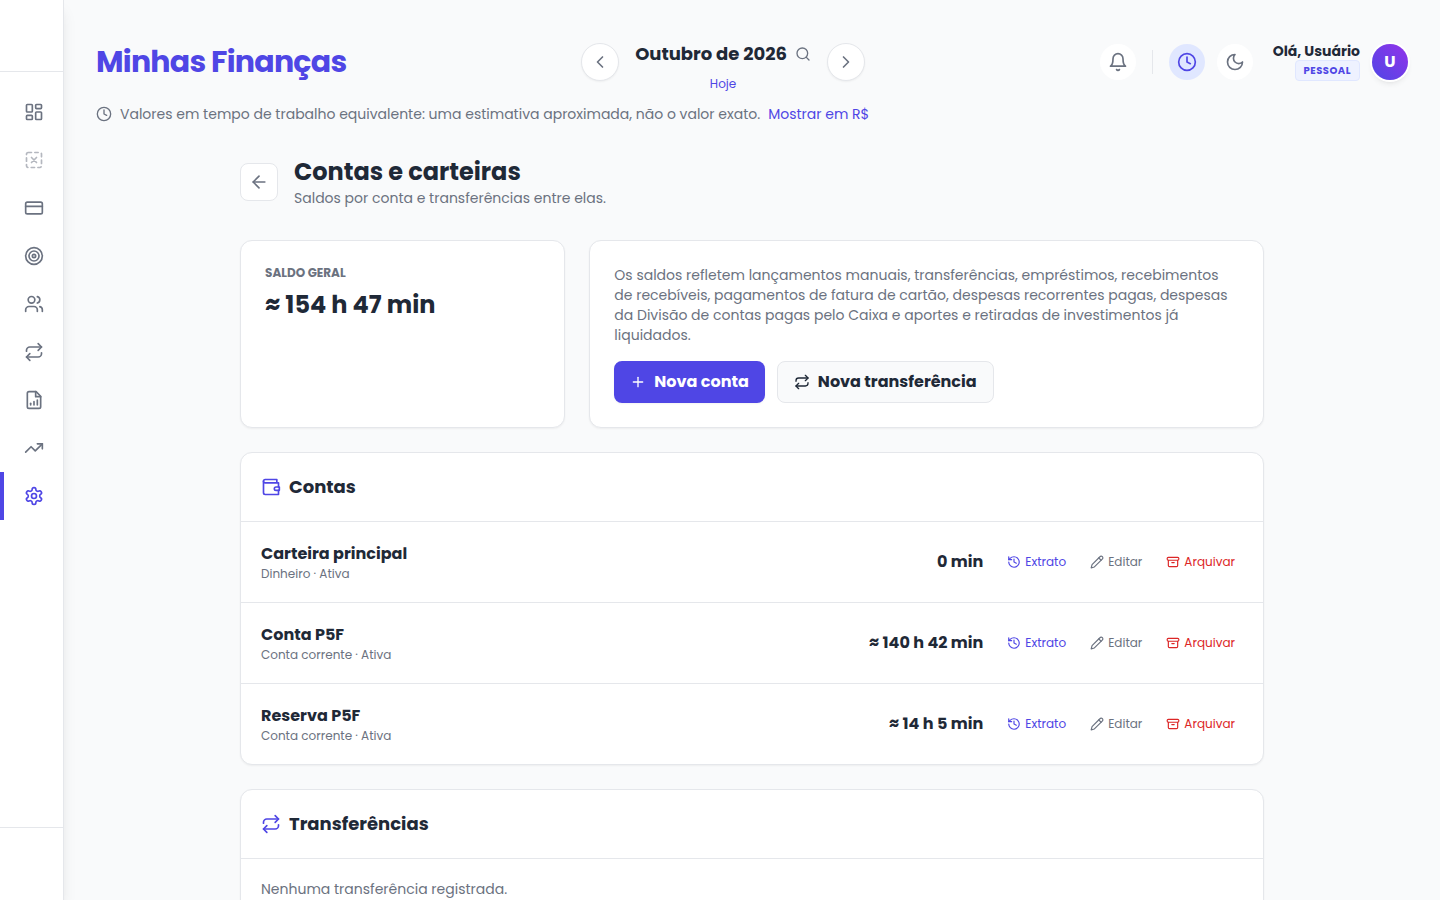 Minhas Finanças
Outubro de 2026
Hoje
Olá, Usuário
PESSOAL
U
Valores em tempo de trabalho equivalente: uma estimativa aproximada, não o valor exato. Mostrar em R$
Contas e carteiras
Saldos por conta e transferências entre elas.
SALDO GERAL
≈ 154 h 47 min
Os saldos refletem lançamentos manuais, transferências, empréstimos, recebimentos
de recebíveis, pagamentos de fatura de cartão, despesas recorrentes pagas, despesas
da Divisão de contas pagas pelo Caixa e aportes e retiradas de investimentos já
liquidados.
Nova conta
Nova transferência
Contas
Carteira principal
Dinheiro · Ativa
0 min
Extrato
Editar
Arquivar
Conta P5F
Conta corrente · Ativa
≈ 140 h 42 min
Extrato
Editar
Arquivar
Reserva P5F
Conta corrente · Ativa
≈ 14 h 5 min
Extrato
Editar
Arquivar
Transferências
Nenhuma transferência registrada.